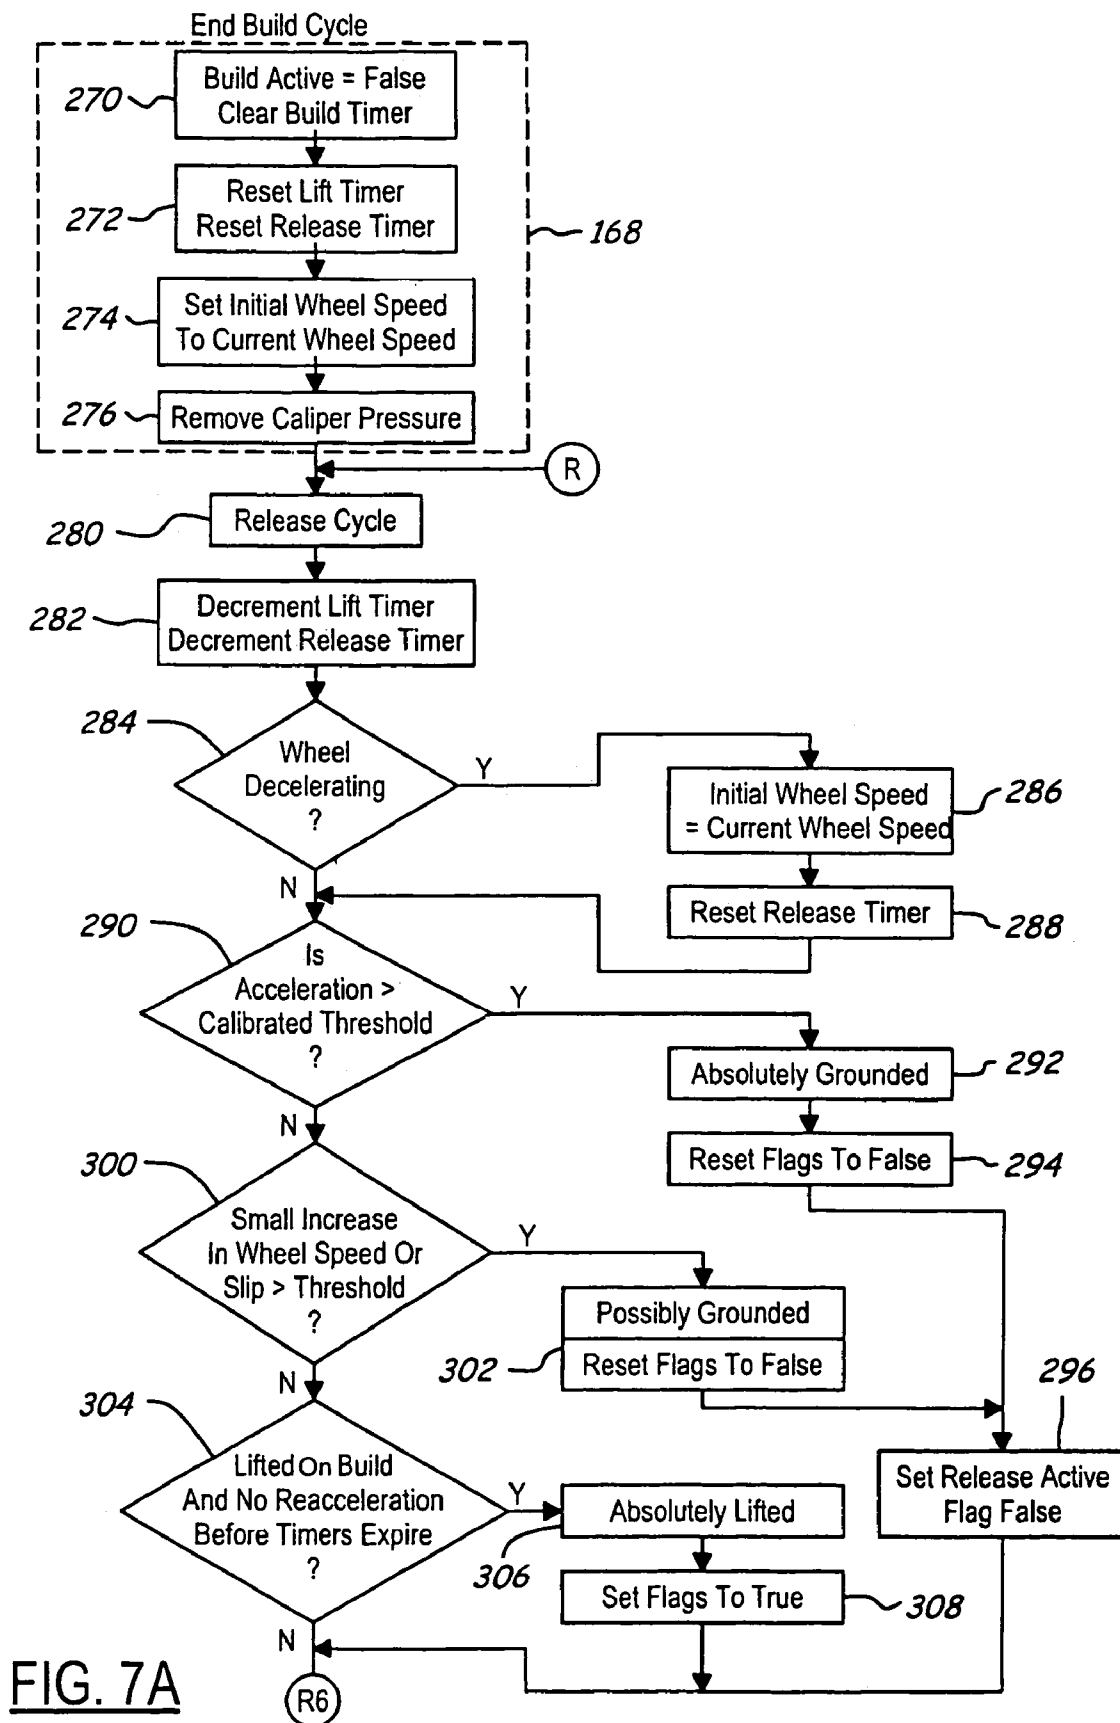 End Build Cycle
270
Build Active = False
Clear Build Timer
272
Reset Lift Timer
Reset Release Timer
168
274
Set Initial Wheel Speed
To Current Wheel Speed
276
Remove Caliper Pressure
R
280
Release Cycle
282
Decrement Lift Timer
Decrement Release Timer
284
Wheel
Decelerating
?
Y
N
Initial Wheel Speed
= Current Wheel Speed
286
Reset Release Timer
288
290
Is
Acceleration >
Calibrated Threshold
?
Y
N
Absolutely Grounded
292
Reset Flags To False
294
300
Small Increase
In Wheel Speed Or
Slip > Threshold
?
Y
N
Possibly Grounded
302
Reset Flags To False
296
Set Release Active
Flag False
304
Lifted On Build
And No Reacceleration
Before Timers Expire
?
Y
N
Absolutely Lifted
306
Set Flags To True
308
R6
FIG. 7A